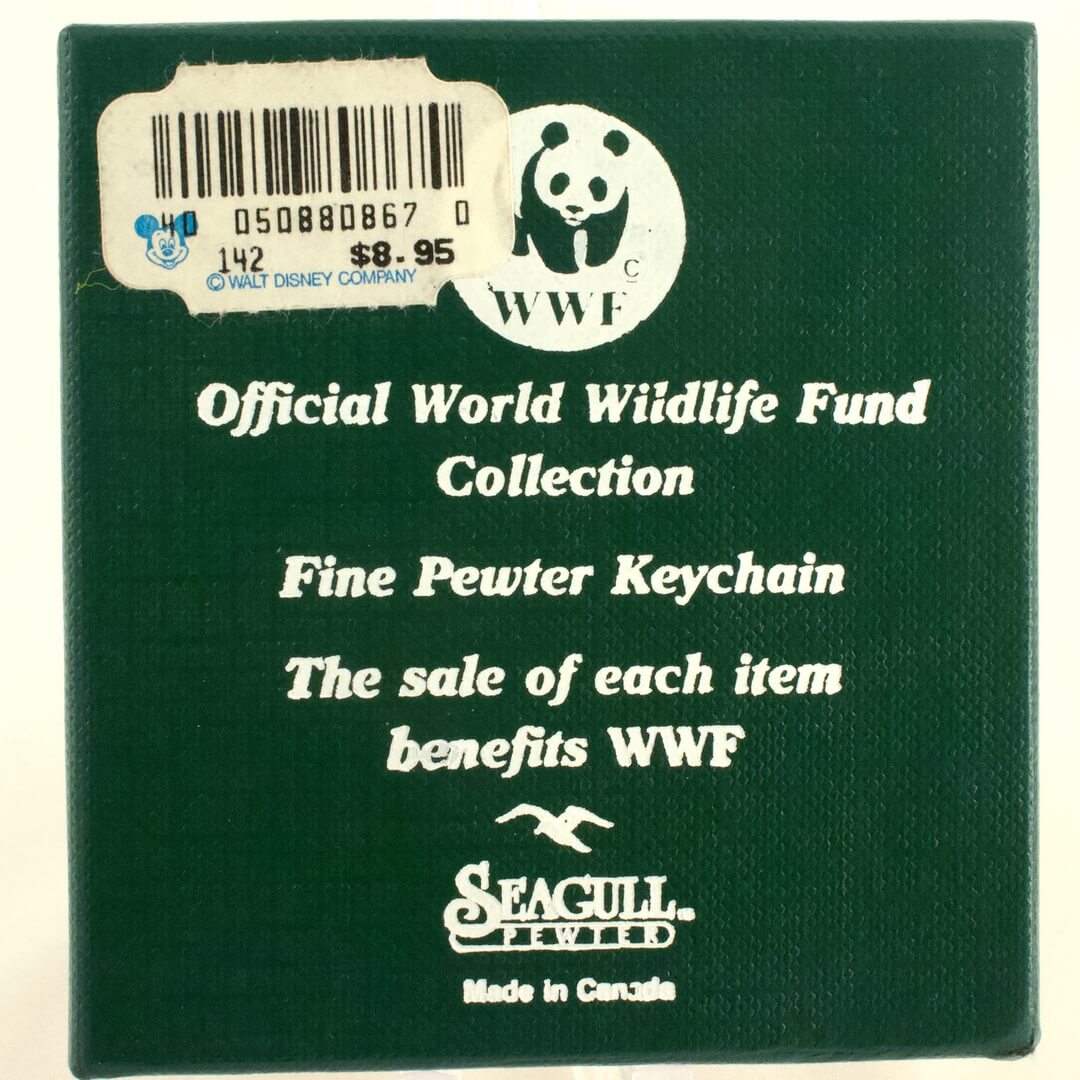 40 050880867 0
142 $8.95
© WALT DISNEY COMPANY
©
WWF
Official World Wildlife Fund
Collection
Fine Pewter Keychain
The sale of each item
benefits WWF
SEAGULL
PEWTER
Made in Canada